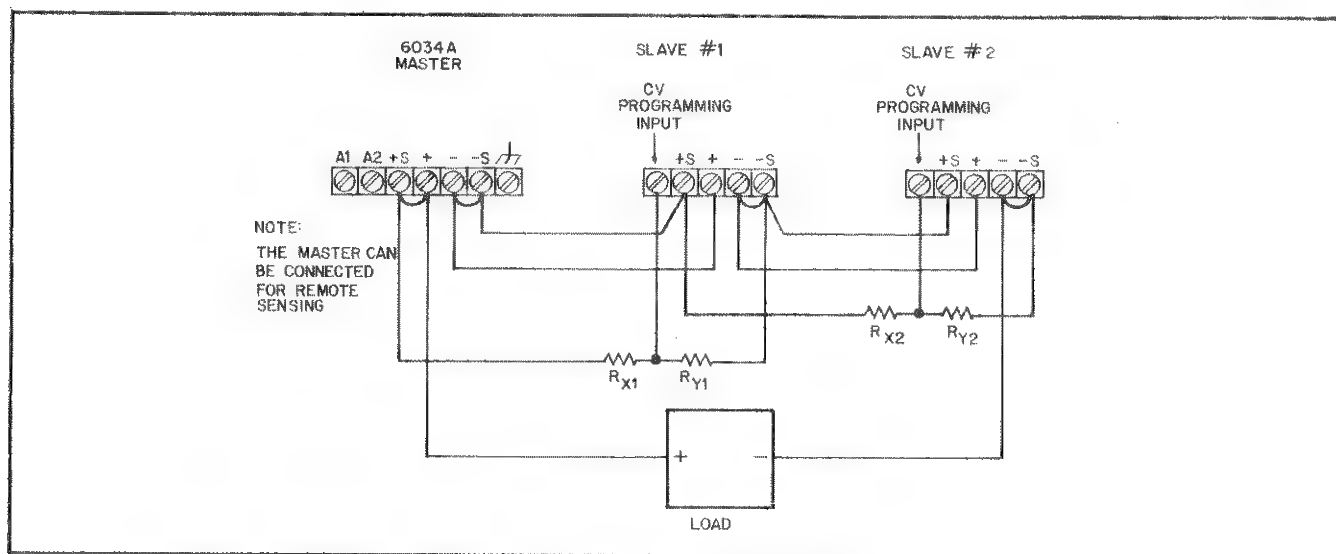 6034A
MASTER
SLAVE #1
SLAVE #2
CV
PROGRAMMING
INPUT
CV
PROGRAMMING
INPUT
A1 A2 +S + - -S
+S + - -S
+S + - -S
NOTE:
THE MASTER CAN
BE CONNECTED
FOR REMOTE
SENSING
RX2 RY2
RX1 RY1
+ -
LOAD